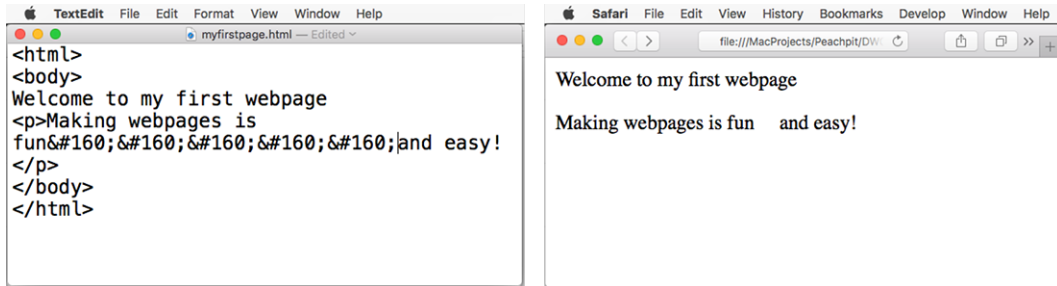 TextEdit File Edit Format View Window Help
myfirstpage.html — Edited
<html>
<body>
Welcome to my first webpage
<p>Making webpages is
fun&#160;&#160;&#160;&#160;&#160;and easy!
</p>
</body>
</html>
Safari File Edit View History Bookmarks Develop Window Help
file:///MacProjects/Peachpit/DW
Welcome to my first webpage
Making webpages is fun     and easy!